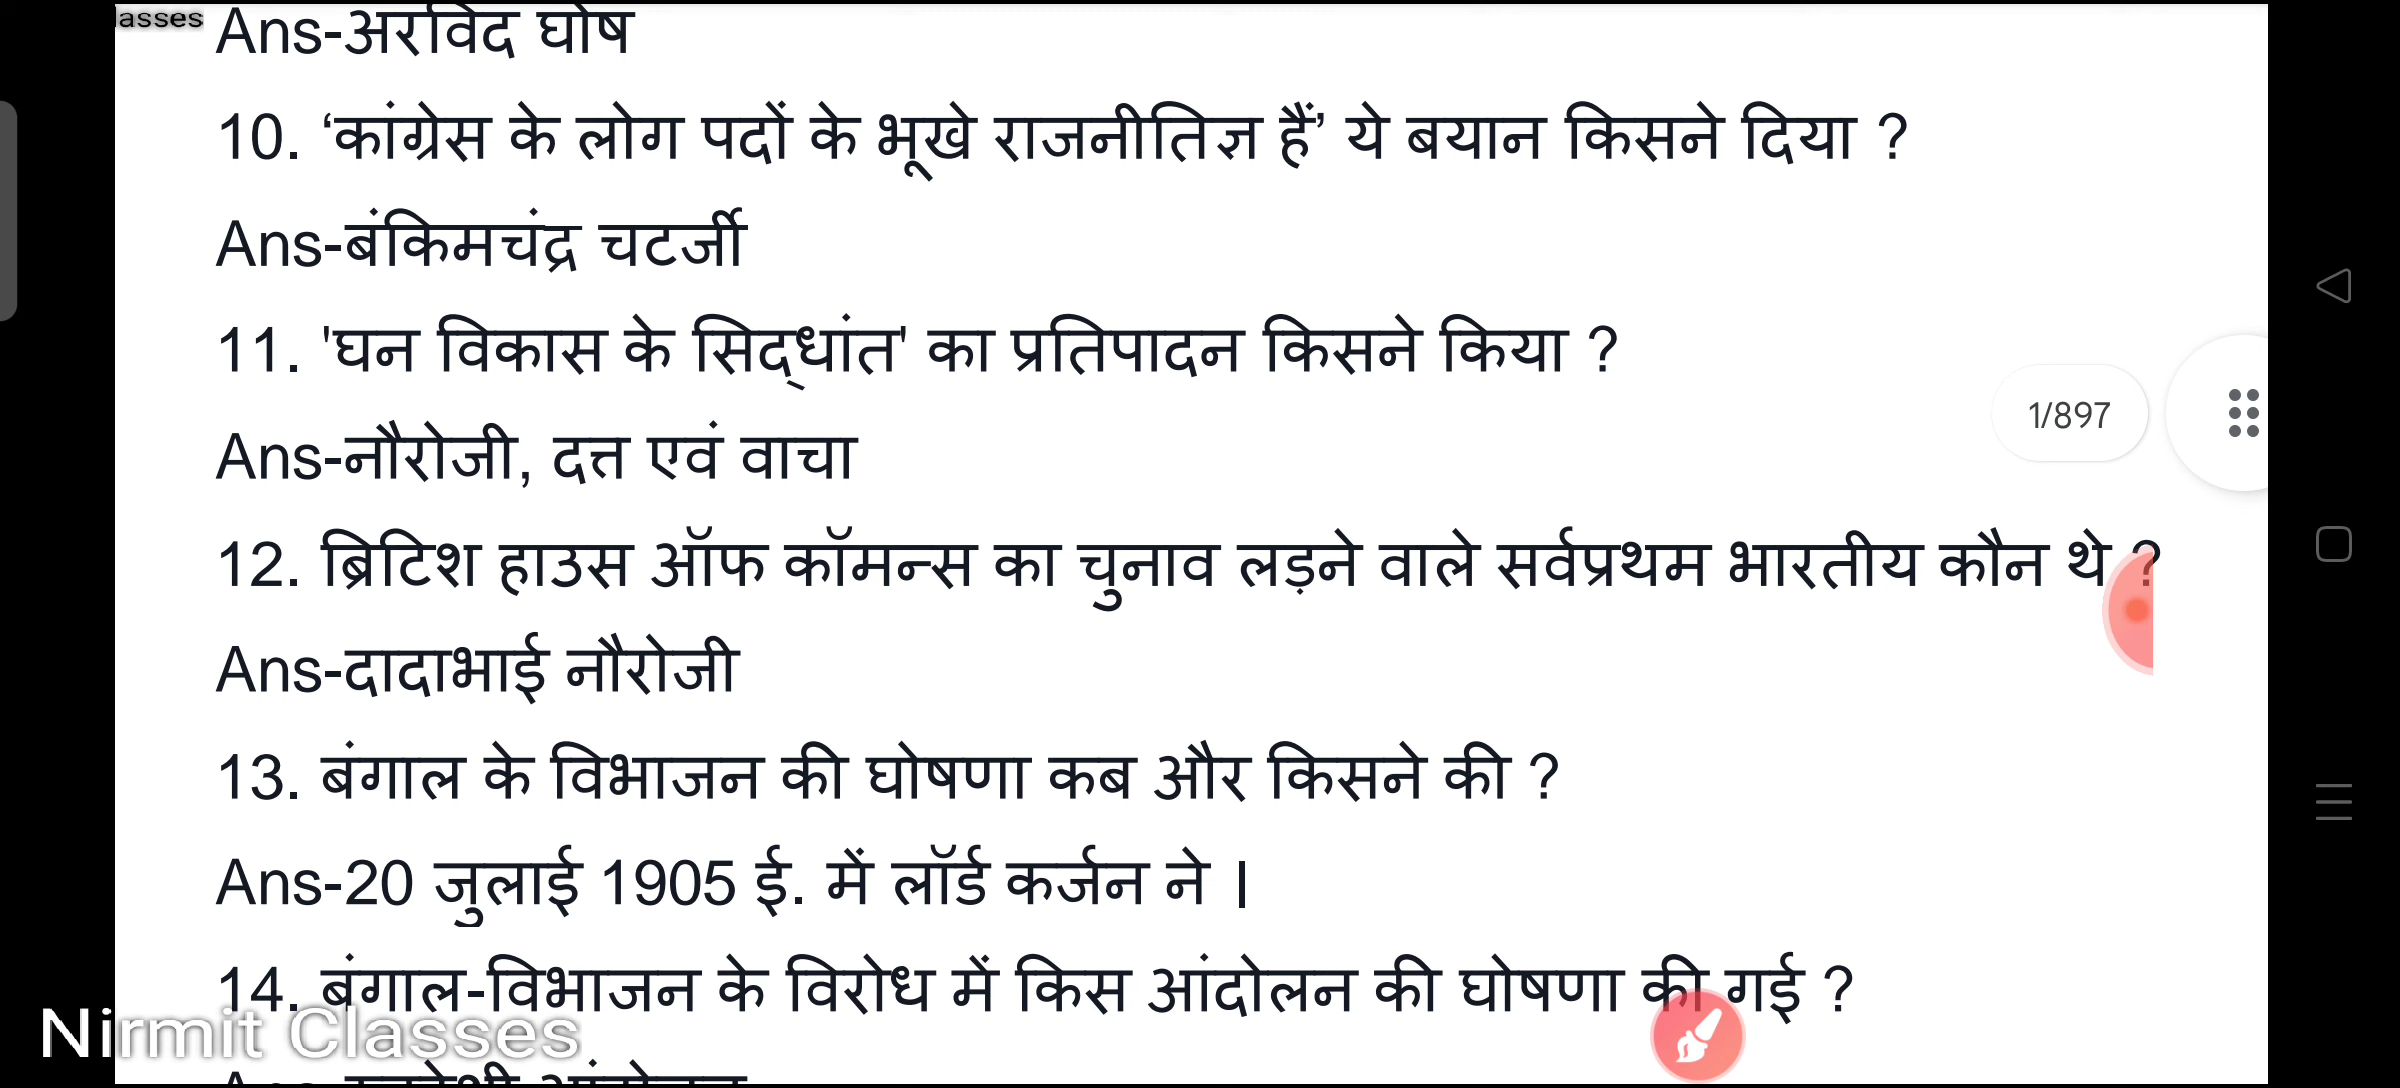 lasses
Ans-अरविंद घोष
10. ‘कांग्रेस के लोग पदों के भूखे राजनीतिज्ञ हैं’ ये बयान किसने दिया ?
Ans-बंकिमचंद्र चटर्जी
11. 'घन विकास के सिद्‌धांत' का प्रतिपादन किसने किया ?
1/897
Ans-नौरोजी, दत्त एवं वाचा
12. ब्रिटिश हाउस ऑफ कॉमन्स का चुनाव लड़ने वाले सर्वप्रथम भारतीय कौन थे ?
Ans-दादाभाई नौरोजी
13. बंगाल के विभाजन की घोषणा कब और किसने की ?
Ans-20 जुलाई 1905 ई. में लॉर्ड कर्जन ने ।
14. बंगाल-विभाजन के विरोध में किस आंदोलन की घोषणा की गई ?
Nirmit Classes